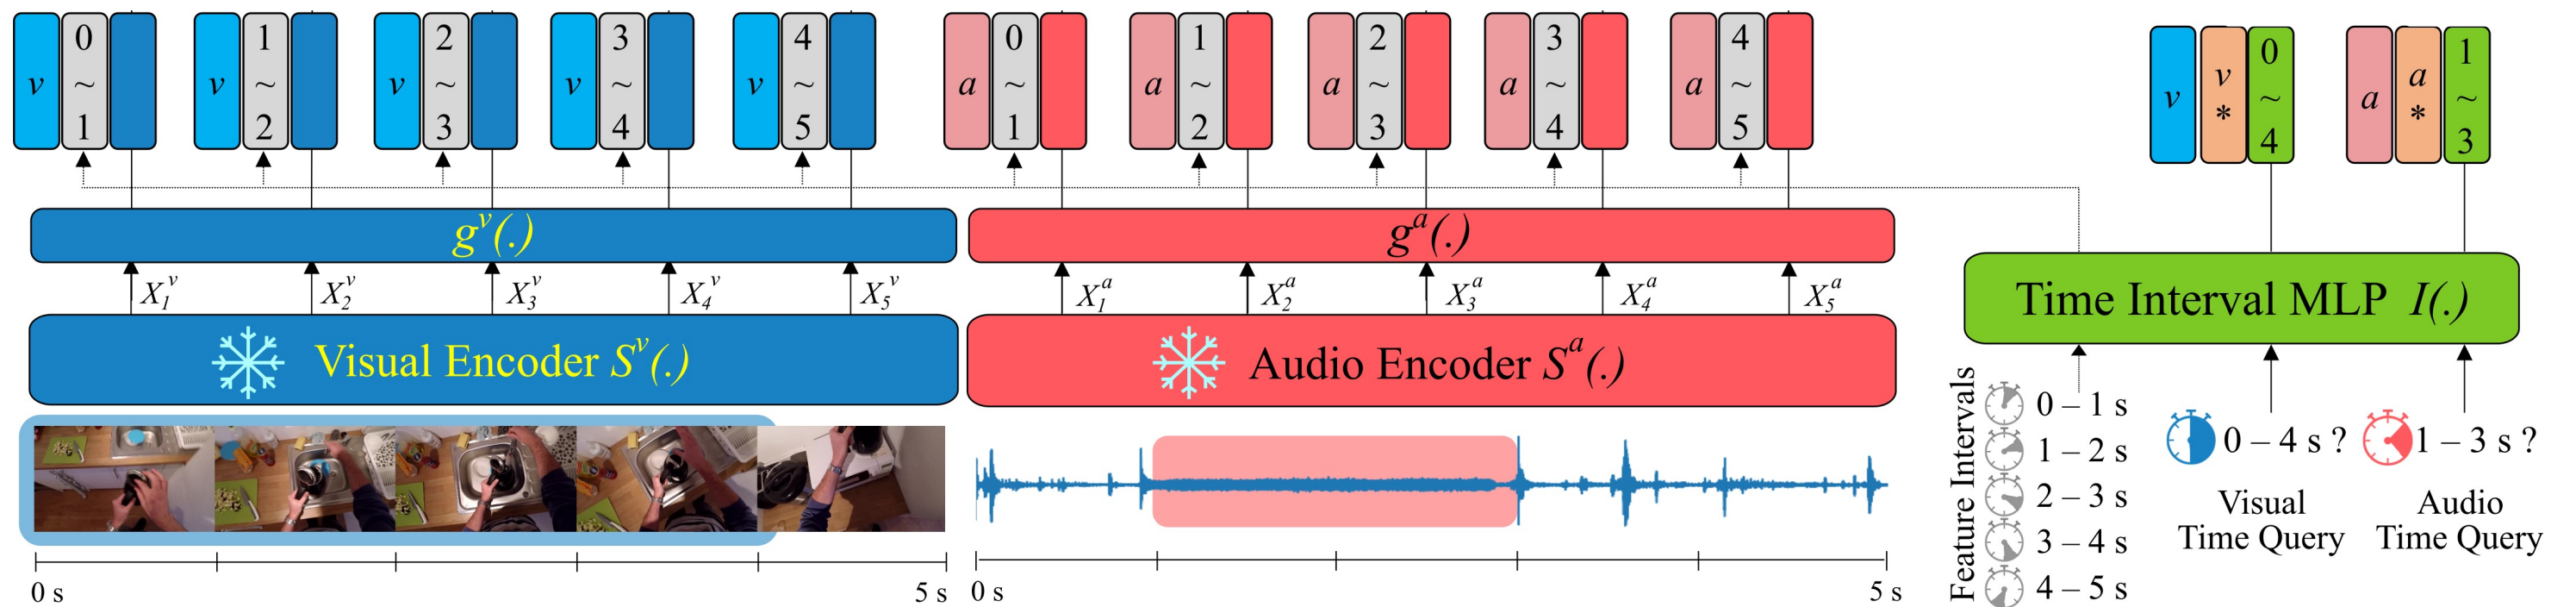 v 0 ~ 1
v 1 ~ 2
v 2 ~ 3
v 3 ~ 4
v 4 ~ 5
a 0 ~ 1
a 1 ~ 2
a 2 ~ 3
a 3 ~ 4
a 4 ~ 5
v v * 0 ~ 4
a a * 1 ~ 3
g^v(.)
g^a(.)
X_1^v
X_2^v
X_3^v
X_4^v
X_5^v
X_1^a
X_2^a
X_3^a
X_4^a
X_5^a
Time Interval MLP I(.)
Visual Encoder S^v(.)
Audio Encoder S^a(.)
Feature Intervals
0 – 1 s
1 – 2 s
2 – 3 s
3 – 4 s
4 – 5 s
0 – 4 s ?
Visual
Time Query
1 – 3 s ?
Audio
Time Query
0 s
5 s
0 s
5 s